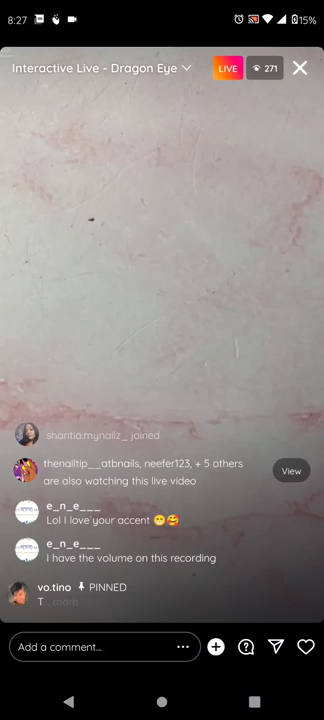 8:27
15%
Interactive Live - Dragon Eye
LIVE
271
shantia.mynailz_ joined
thenailtip__atbnails, neefer123, + 5 others
are also watching this live video
View
e_n_e___
Lol I love your accent 😁🥰
e_n_e___
I have the volume on this recording
vo.tino PINNED
T... more
Add a comment...